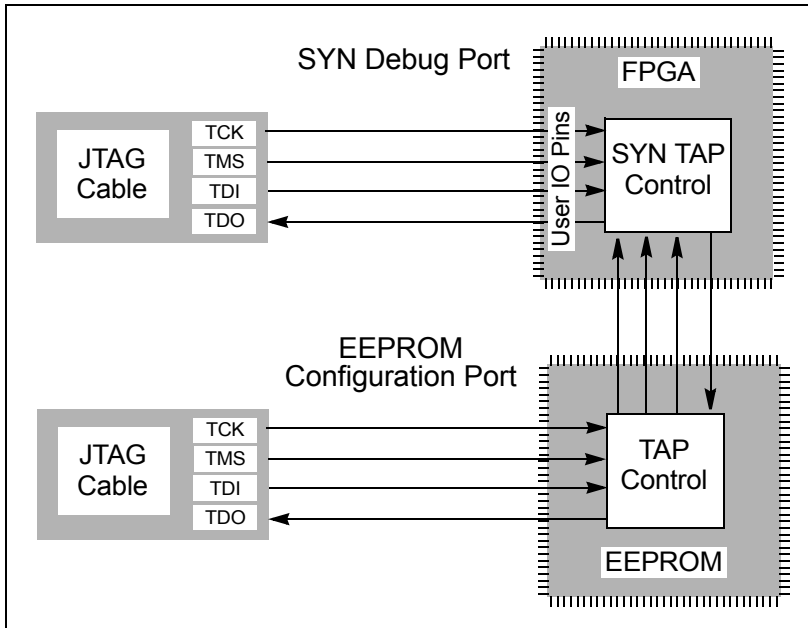 SYN Debug Port
FPGA
JTAG
Cable
TCK
TMS
TDI
TDO
User IO Pins
SYN TAP
Control
EEPROM
Configuration Port
JTAG
Cable
TCK
TMS
TDI
TDO
TAP
Control
EEPROM